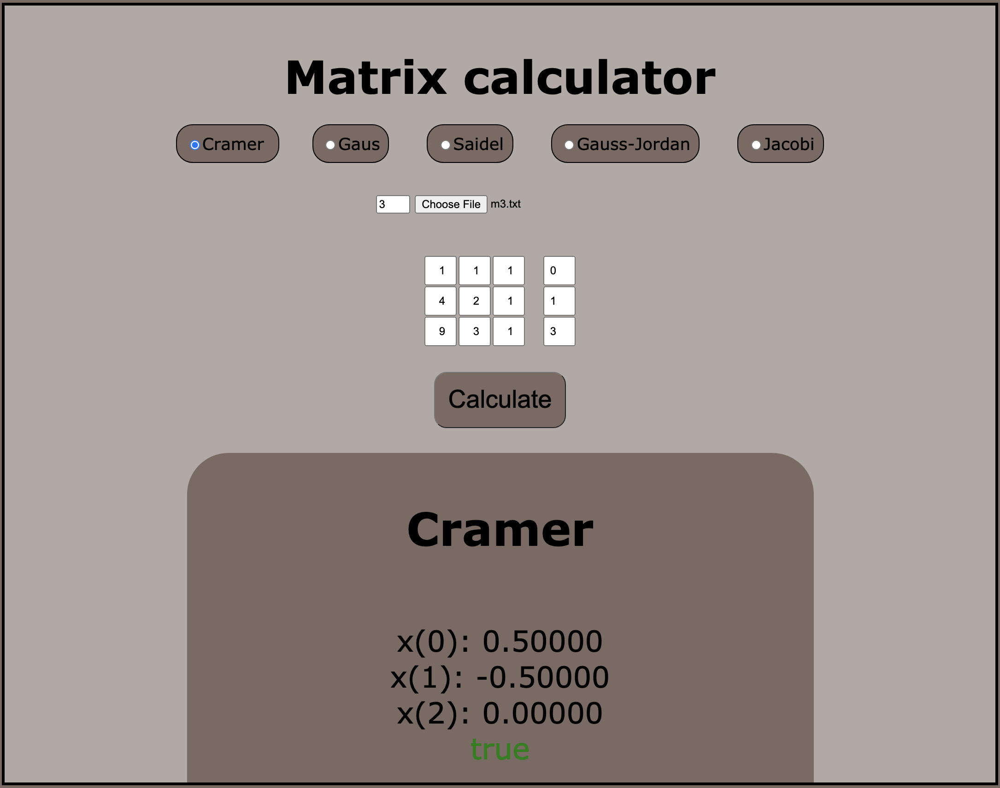 Matrix calculator
Cramer Gaus Saidel Gauss-Jordan Jacobi
3 Choose File m3.txt
1 1 1 0
4 2 1 1
9 3 1 3
Calculate
Cramer
x(0): 0.50000
x(1): -0.50000
x(2): 0.00000
true